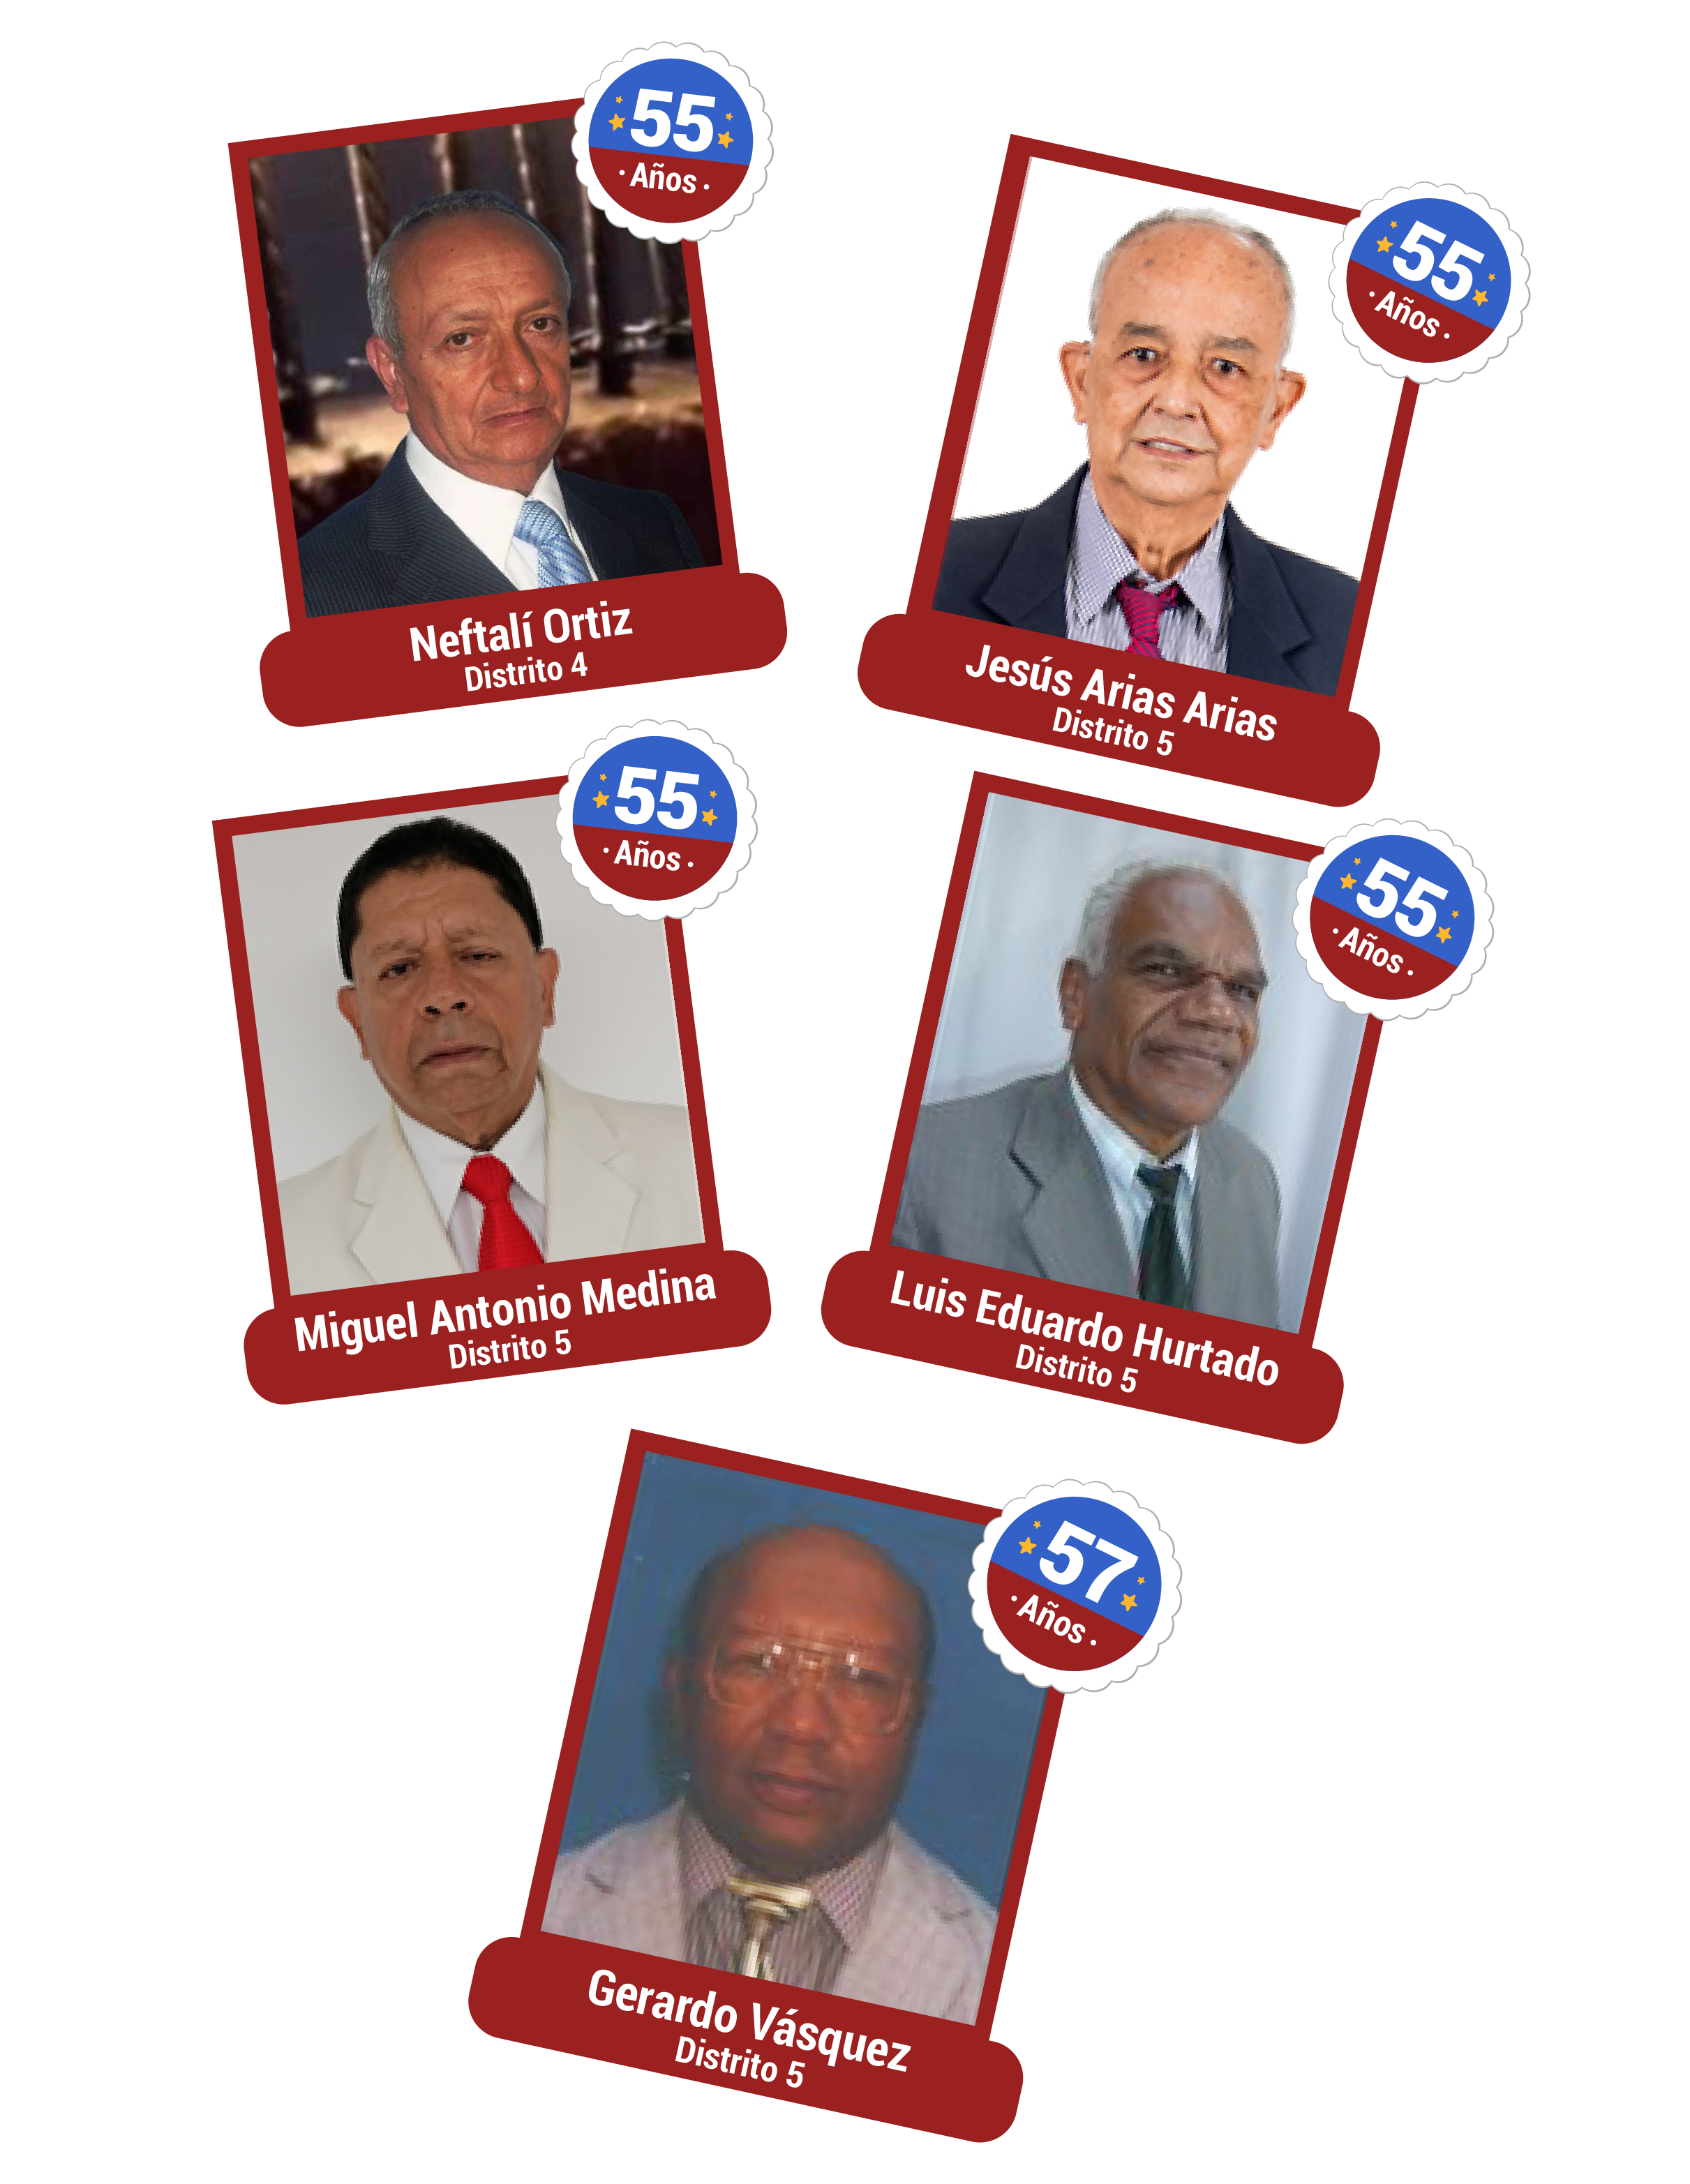 55
· Años ·
Neftalí Ortiz
Distrito 4
55
· Años ·
Jesús Arias Arias
Distrito 5
55
· Años ·
Miguel Antonio Medina
Distrito 5
55
· Años ·
Luis Eduardo Hurtado
Distrito 5
57
· Años ·
Gerardo Vásquez
Distrito 5